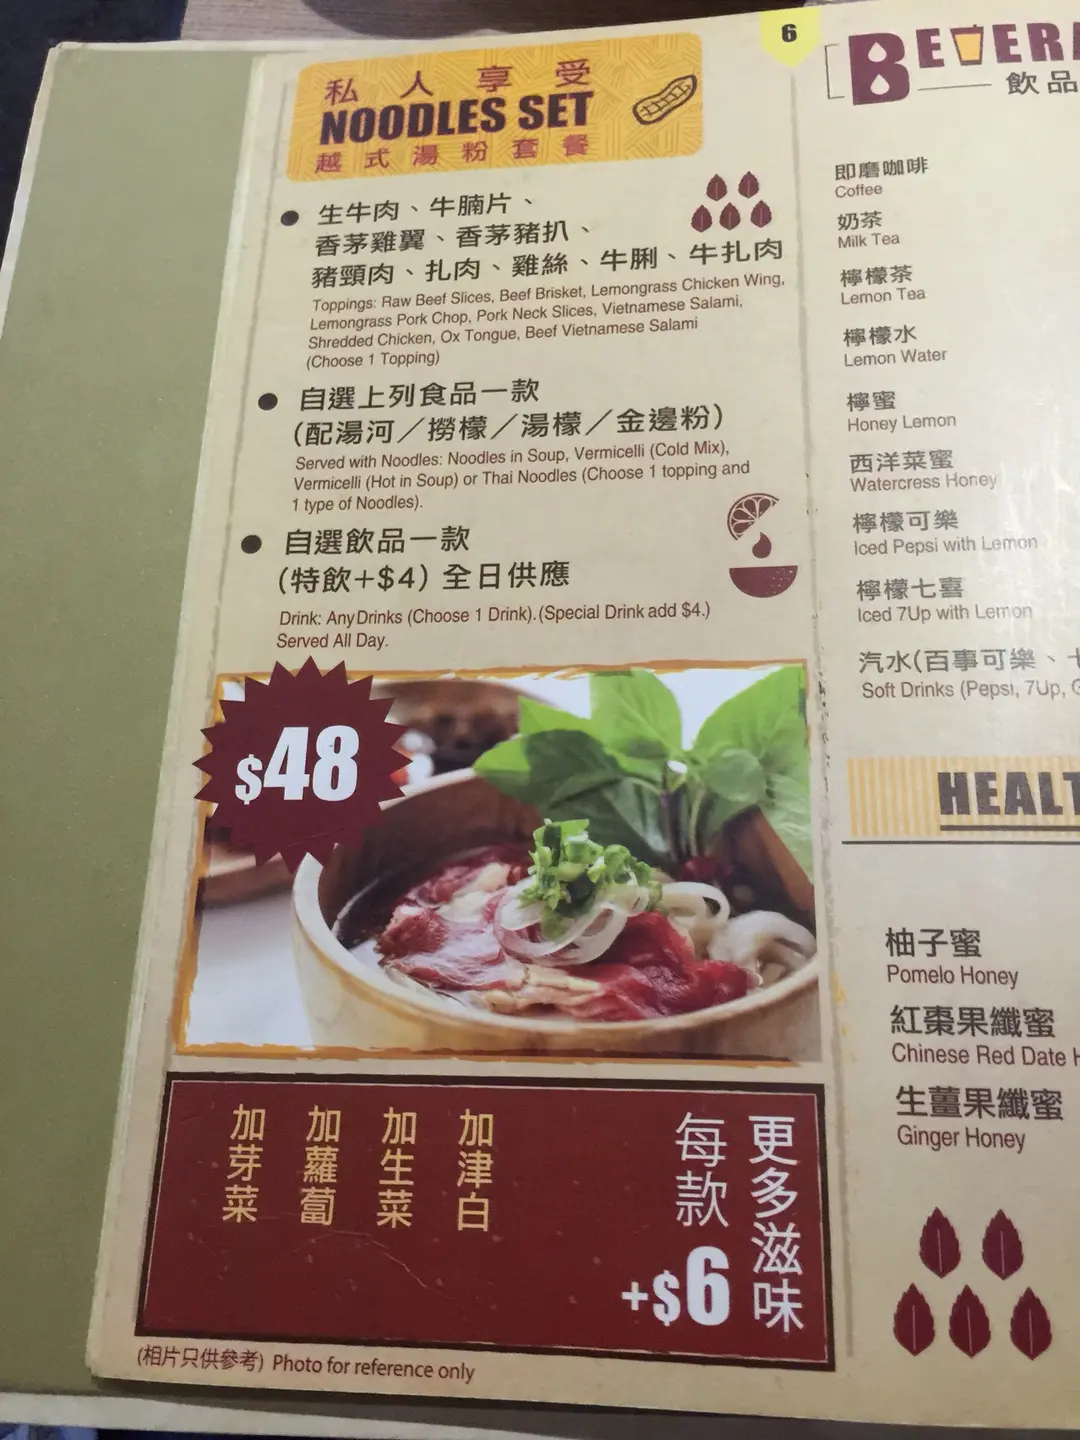 私人享受
NOODLES SET
越式湯粉套餐
生牛肉、牛腩片、
香茅雞翼、香茅豬扒、
豬頸肉、扎肉、雞絲、牛脷、牛扎肉
Toppings: Raw Beef Slices, Beef Brisket, Lemongrass Chicken Wing,
Lemongrass Pork Chop, Pork Neck Slices, Vietnamese Salami,
Shredded Chicken, Ox Tongue, Beef Vietnamese Salami
(Choose 1 Topping)
自選上列食品一款
(配湯河／撈檬／湯檬／金邊粉)
Served with Noodles: Noodles in Soup, Vermicelli (Cold Mix),
Vermicelli (Hot in Soup) or Thai Noodles (Choose 1 topping and
1 type of Noodles).
自選飲品一款
(特飲+$4) 全日供應
Drink: Any Drinks (Choose 1 Drink). (Special Drink add $4.)
Served All Day.
$48
更多滋味
每款
+$6
加津白
加生菜
加蘿蔔
加芽菜
(相片只供參考) Photo for reference only
6
BEVERA
飲品
即磨咖啡
Coffee
奶茶
Milk Tea
檸檬茶
Lemon Tea
檸檬水
Lemon Water
檸蜜
Honey Lemon
西洋菜蜜
Watercress Honey
檸檬可樂
Iced Pepsi with Lemon
檸檬七喜
Iced 7Up with Lemon
汽水(百事可樂、七
Soft Drinks (Pepsi, 7Up, G
HEALT
柚子蜜
Pomelo Honey
紅棗果纖蜜
Chinese Red Date H
生薑果纖蜜
Ginger Honey